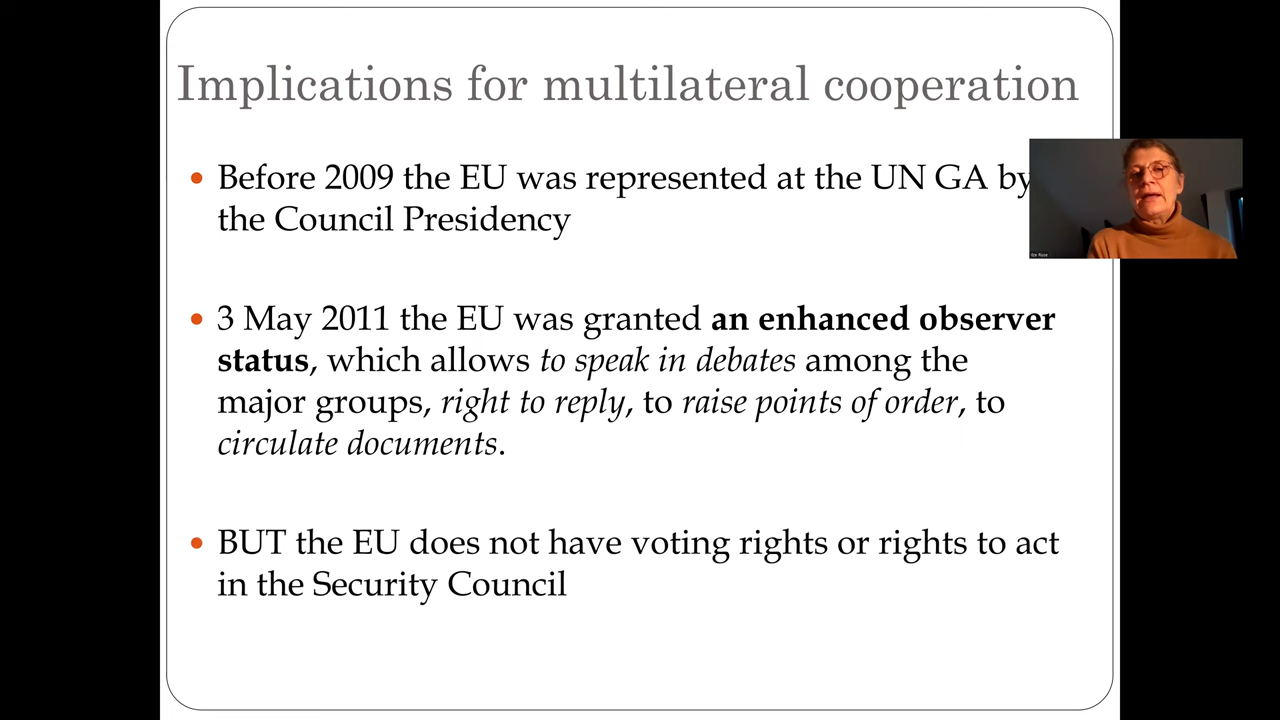 Implications for multilateral cooperation
• Before 2009 the EU was represented at the UN GA by
the Council Presidency
• 3 May 2011 the EU was granted an enhanced observer
status, which allows to speak in debates among the
major groups, right to reply, to raise points of order, to
circulate documents.
• BUT the EU does not have voting rights or rights to act
in the Security Council